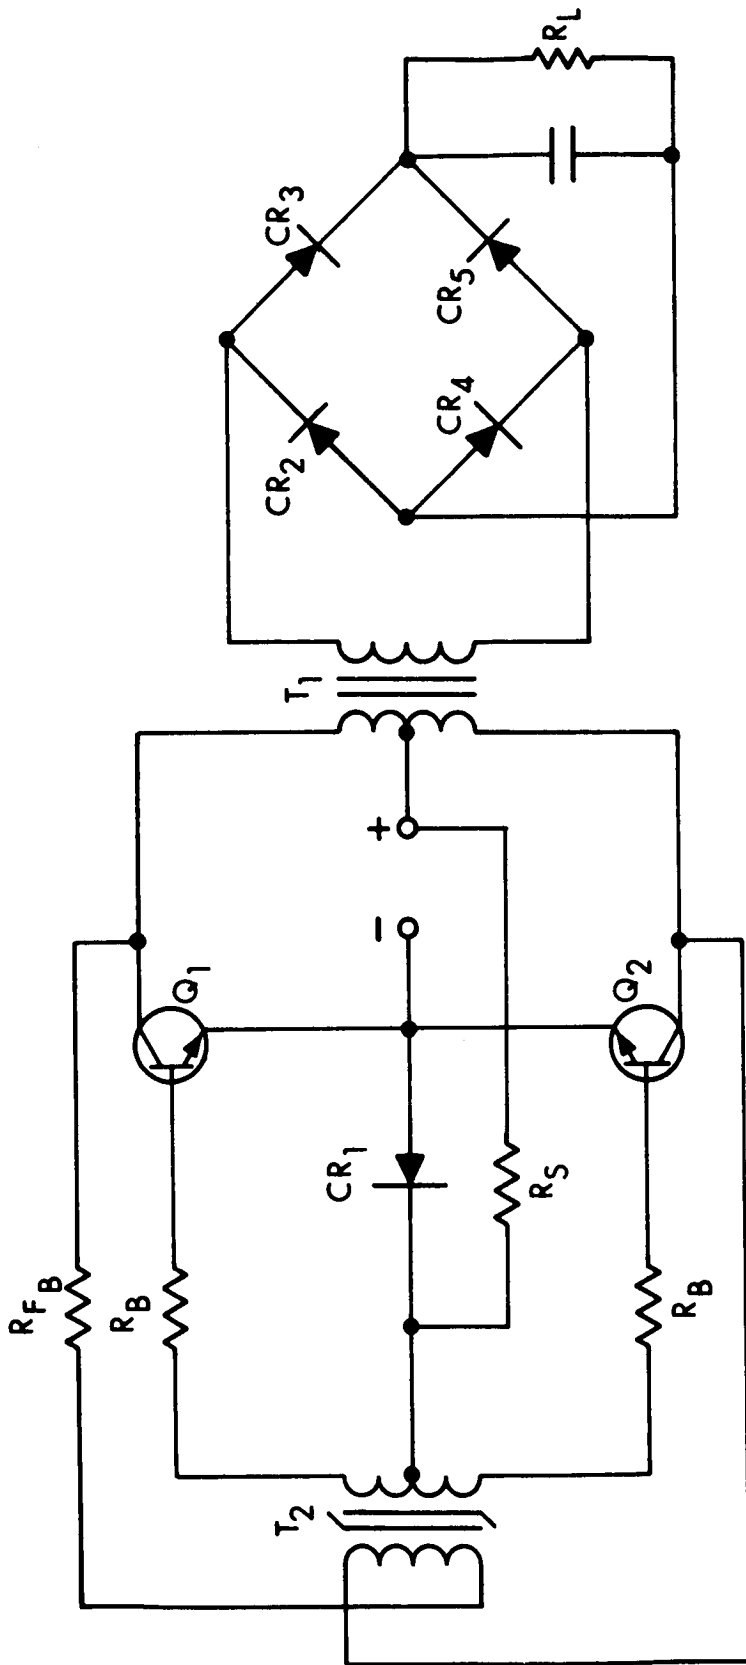 R_L
CR_3
CR_5
CR_2
CR_4
T_1
+
−
Q_1
Q_2
CR_1
R_S
R_FB
R_B
R_B
T_2